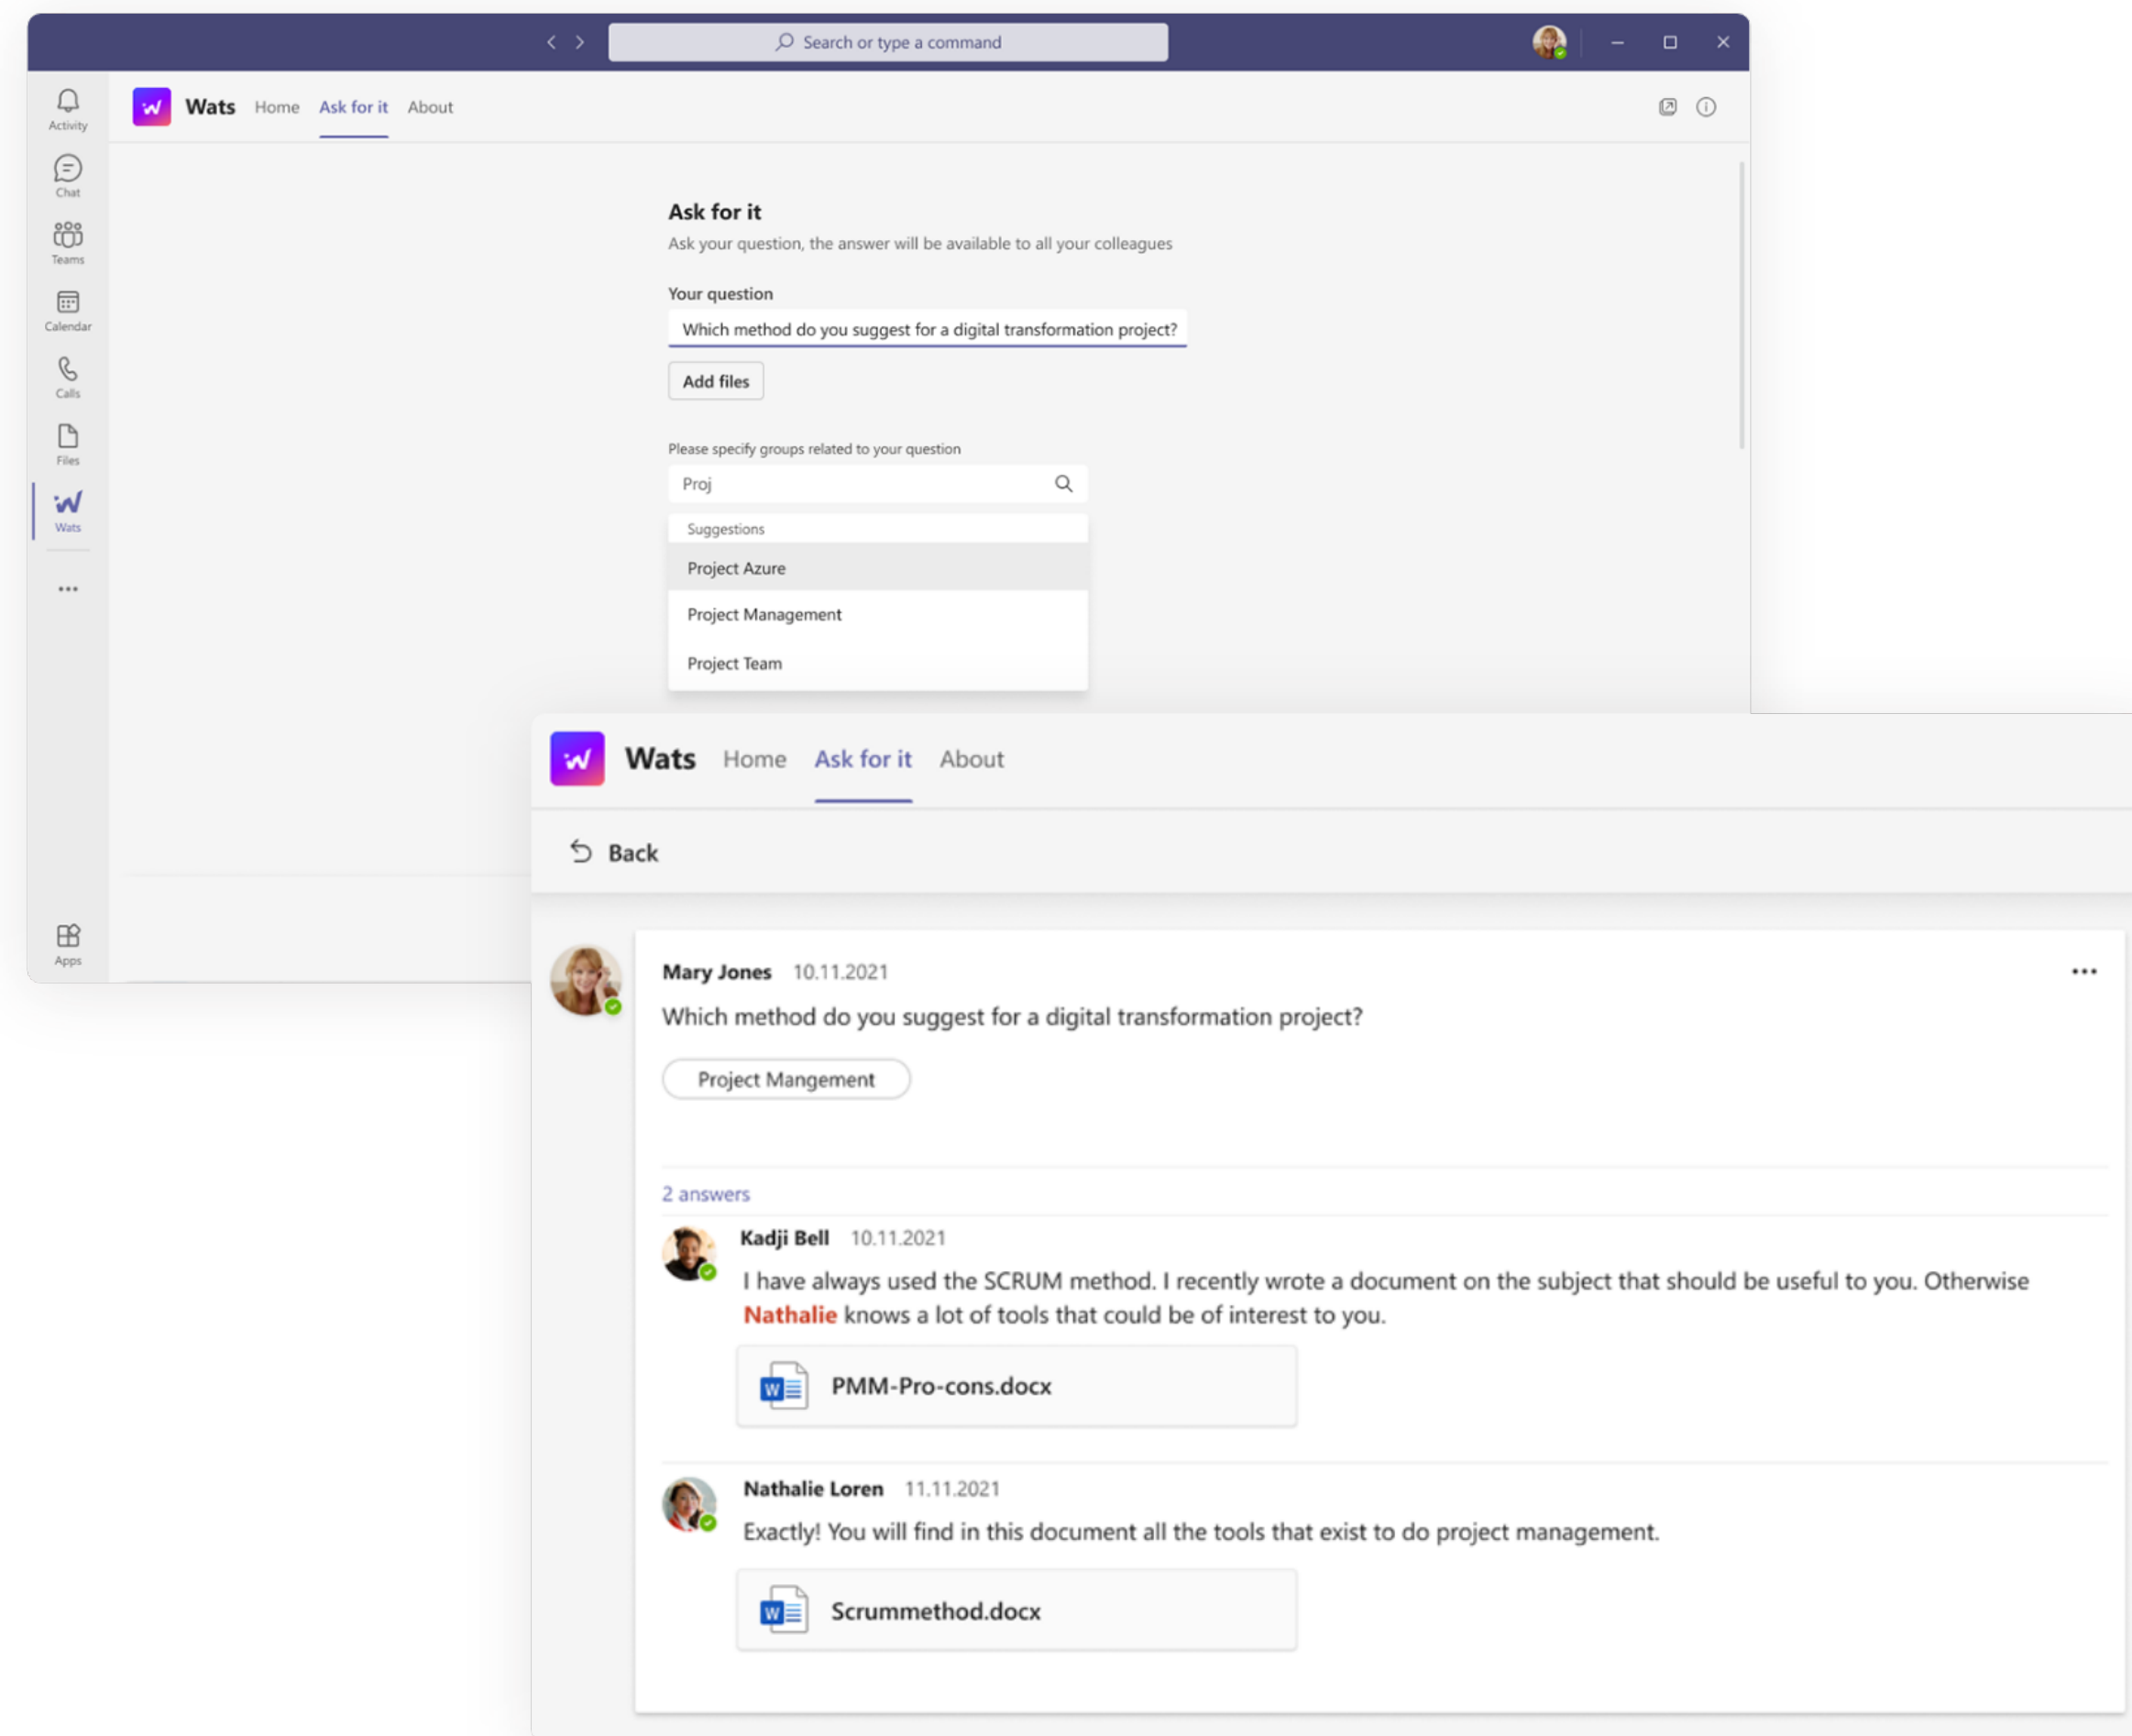 Search or type a command
Activity
Chat
Teams
Calendar
Calls
Files
Wats
Apps
Wats Home Ask for it About
Ask for it
Ask your question, the answer will be available to all your colleagues
Your question
Which method do you suggest for a digital transformation project?
Add files
Please specify groups related to your question
Proj
Suggestions
Project Azure
Project Management
Project Team
Wats Home Ask for it About
Back
Mary Jones 10.11.2021
Which method do you suggest for a digital transformation project?
Project Mangement
2 answers
Kadji Bell 10.11.2021
I have always used the SCRUM method. I recently wrote a document on the subject that should be useful to you. Otherwise
Nathalie knows a lot of tools that could be of interest to you.
PMM-Pro-cons.docx
Nathalie Loren 11.11.2021
Exactly! You will find in this document all the tools that exist to do project management.
Scrummethod.docx